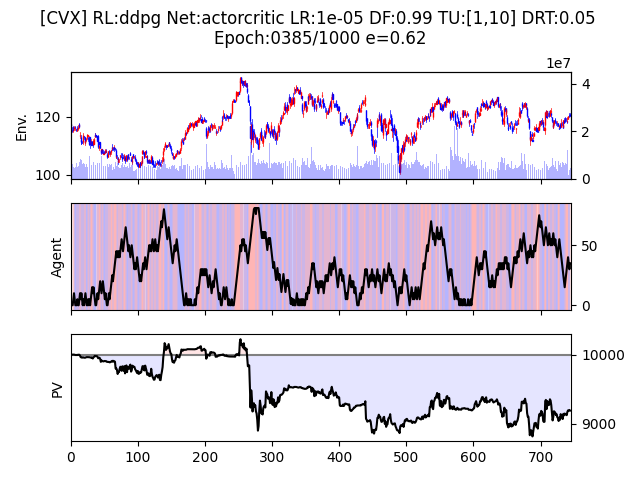 [CVX] RL:ddpg Net:actorcritic LR:1e-05 DF:0.99 TU:[1,10] DRT:0.05
Epoch:0385/1000 e=0.62
1e7
Env.
120
100
4
2
0
Agent
50
0
PV
10000
9000
0 100 200 300 400 500 600 700